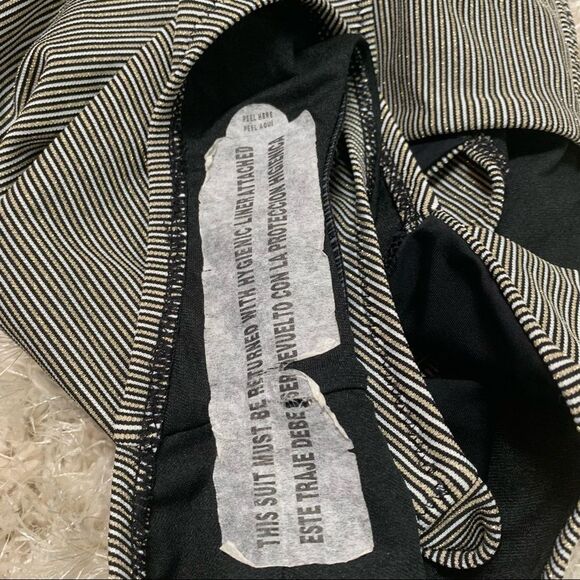 PEEL HERE
PEEL AQUI
THIS SUIT MUST BE RETURNED WITH HYGIENIC LINER ATTACHED
ESTE TRAJE DEBE SER DEVUELTO CON LA PROTECCION HIGIENICA